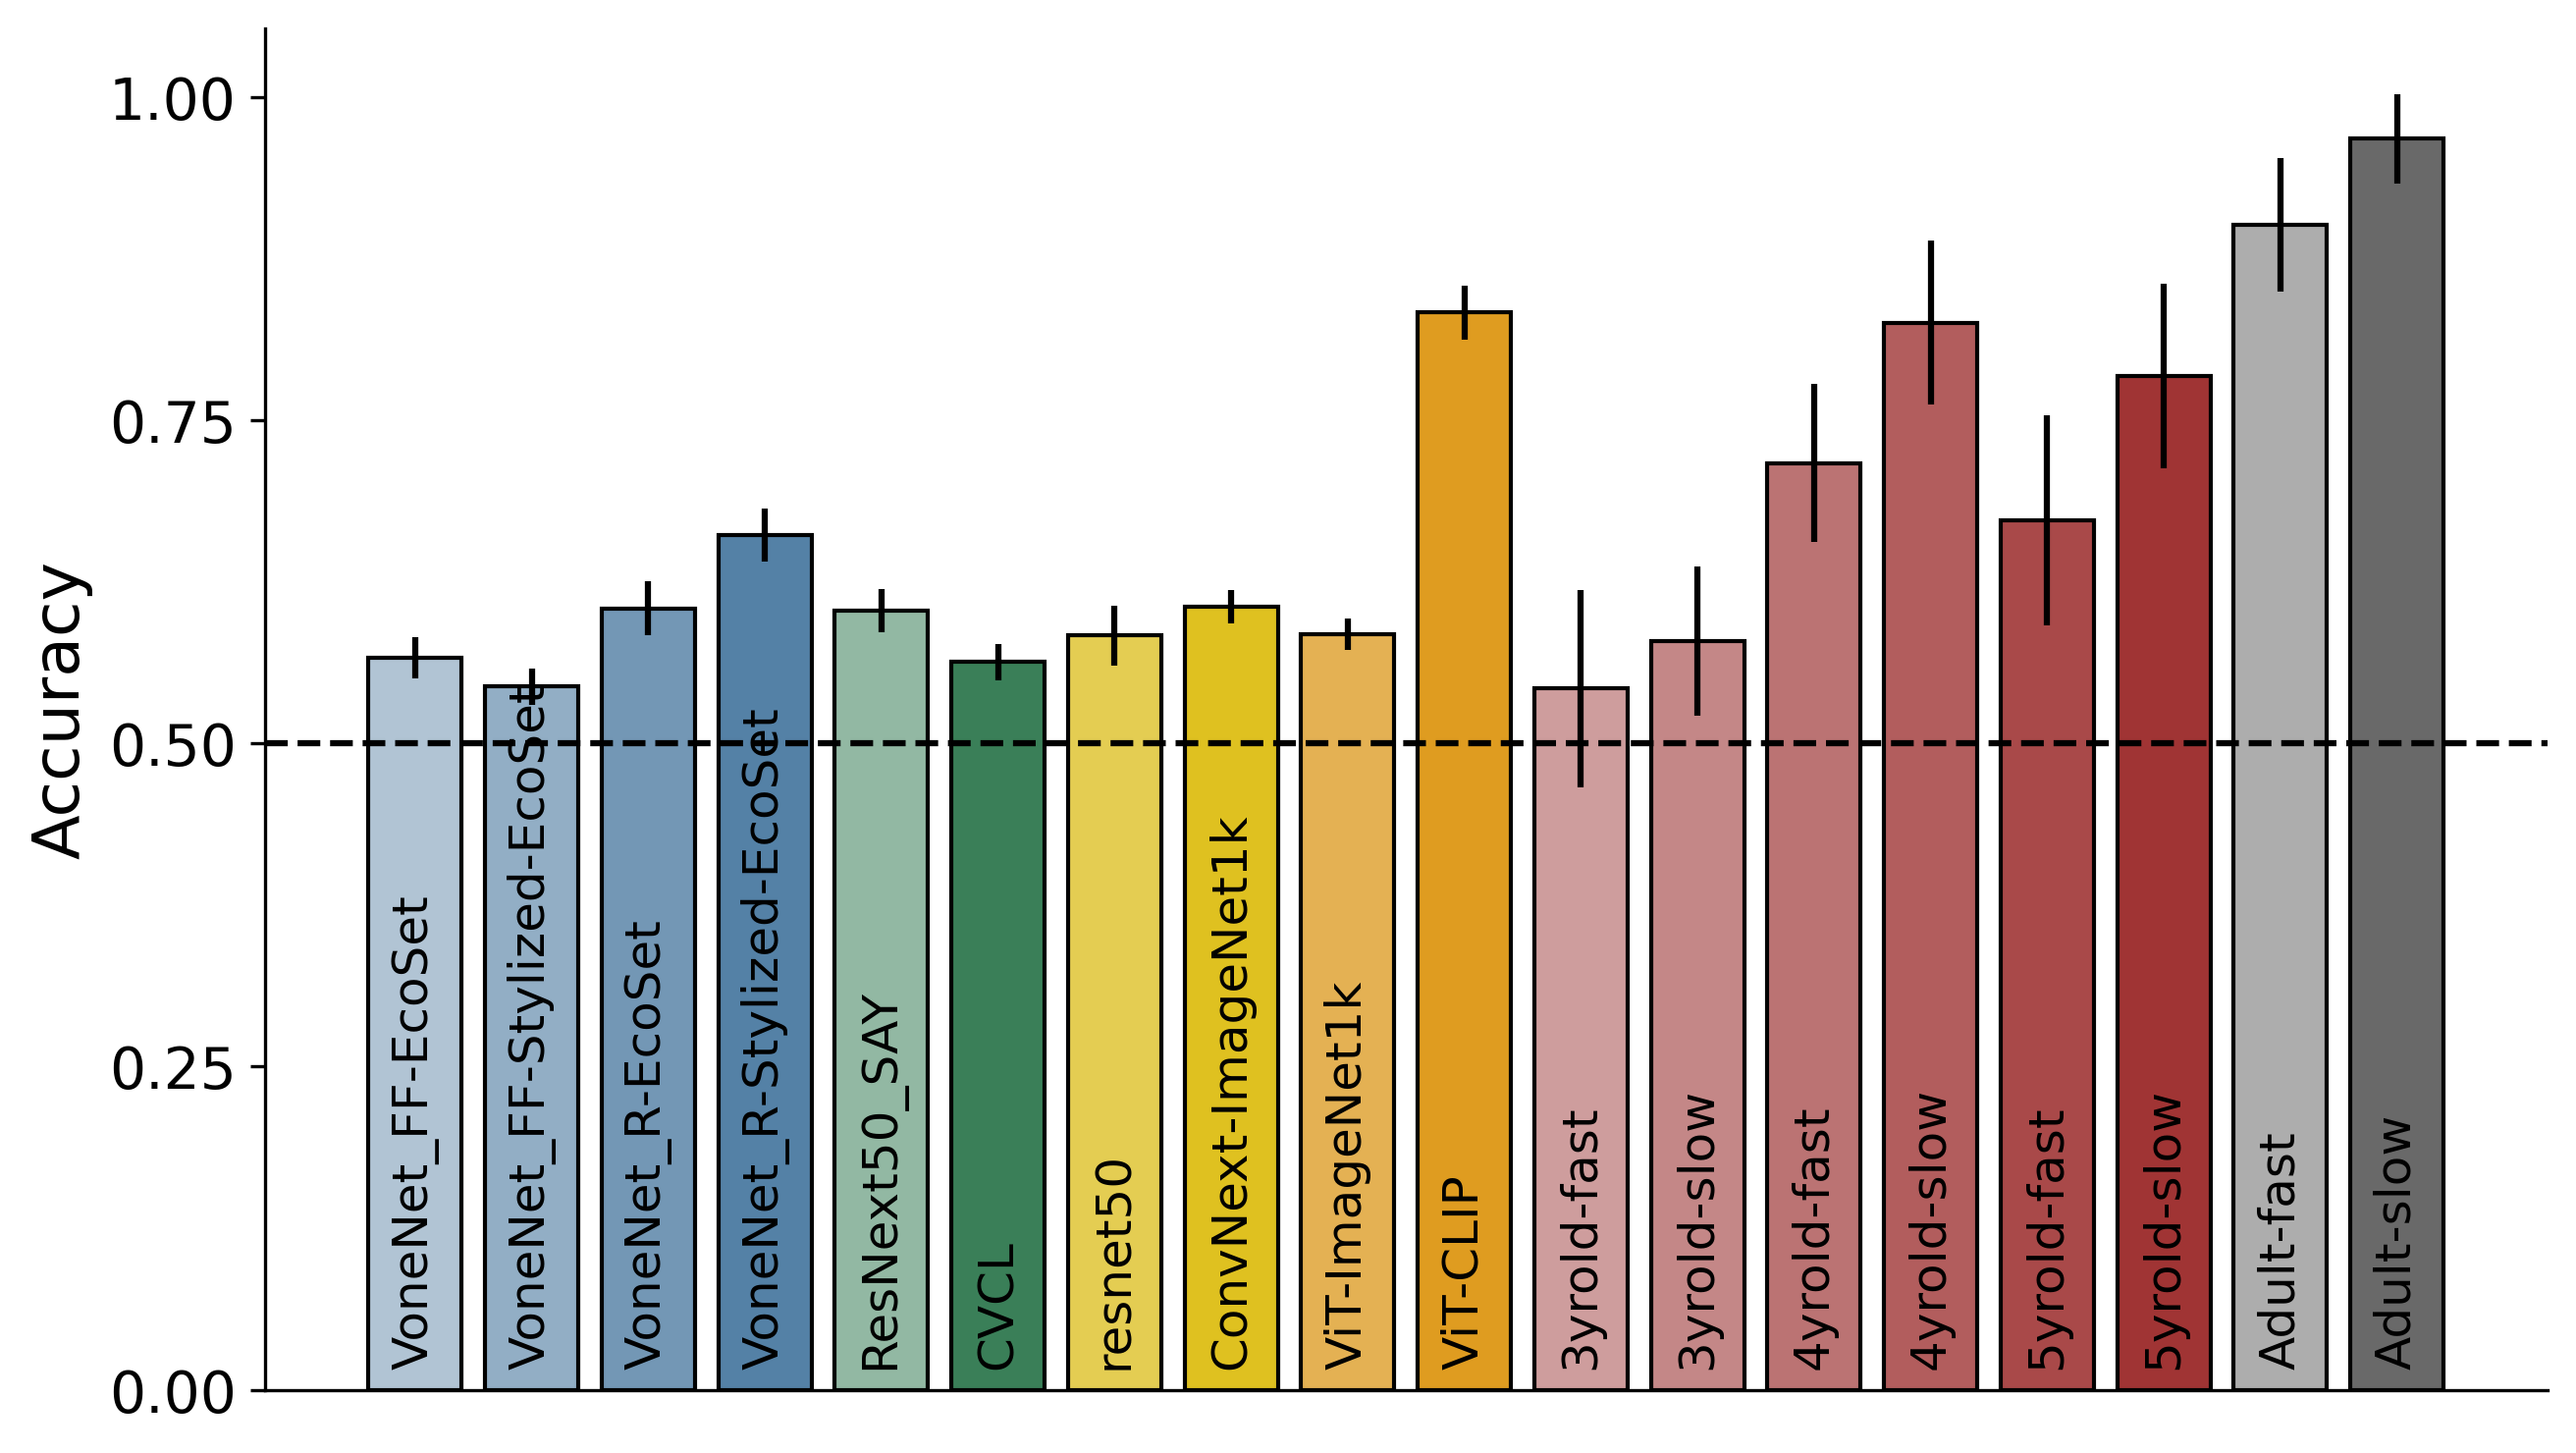 Accuracy
1.00
0.75
0.50
0.25
0.00
VoneNet_FF-EcoSet
VoneNet_FF-Stylized-EcoSet
VoneNet_R-EcoSet
VoneNet_R-Stylized-EcoSet
ResNext50_SAY
CVCL
resnet50
ConvNext-ImageNet1k
ViT-ImageNet1k
ViT-CLIP
3yrold-fast
3yrold-slow
4yrold-fast
4yrold-slow
5yrold-fast
5yrold-slow
Adult-fast
Adult-slow